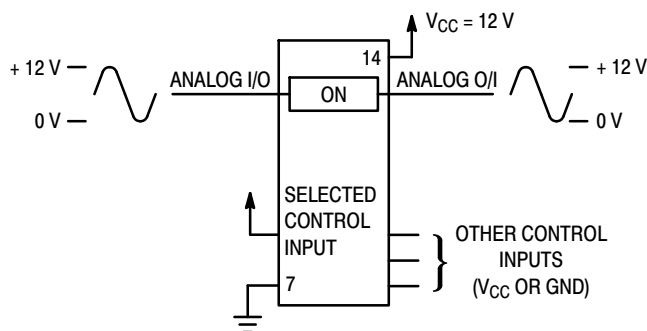 V_CC = 12 V
14
+ 12 V
0 V
ANALOG I/O
ON
ANALOG O/I
+ 12 V
0 V
SELECTED
CONTROL
INPUT
7
OTHER CONTROL
INPUTS
(V_CC OR GND)